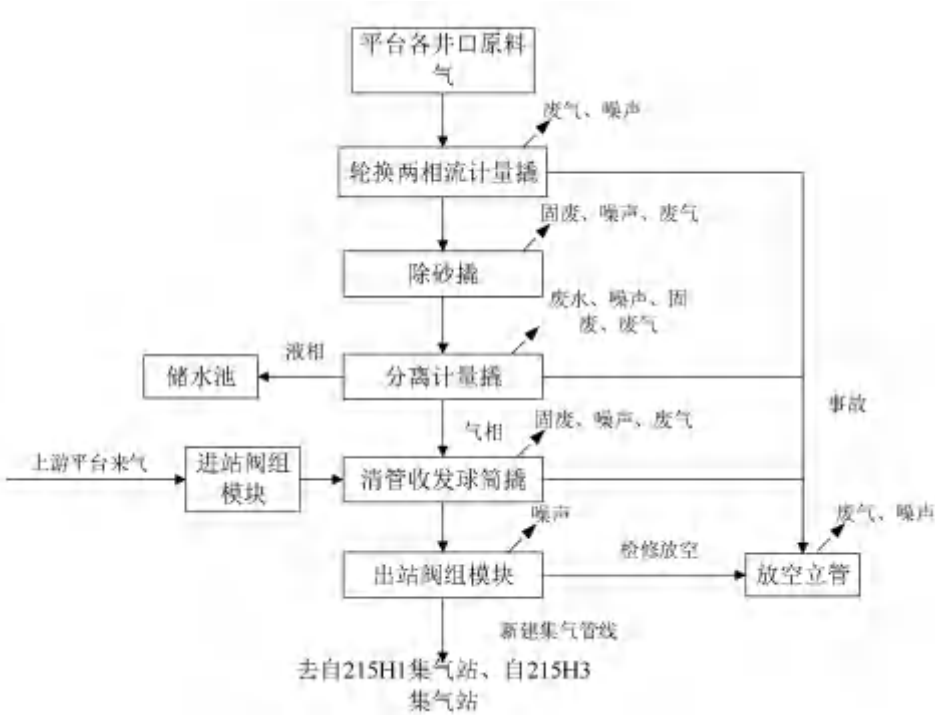 平台各井口原料
气
废气、噪声
轮换两相流计量撬
固废、噪声、废气
除砂撬
废水、噪声、固
废、废气
液相
储水池
分离计量撬
事故
气相
固废、噪声、废气
上游平台来气
进站阀组
模块
清管收发球筒撬
噪声
废气、噪声
检修放空
出站阀组模块
放空立管
新建集气管线
去自215H1集气站、自215H3
集气站